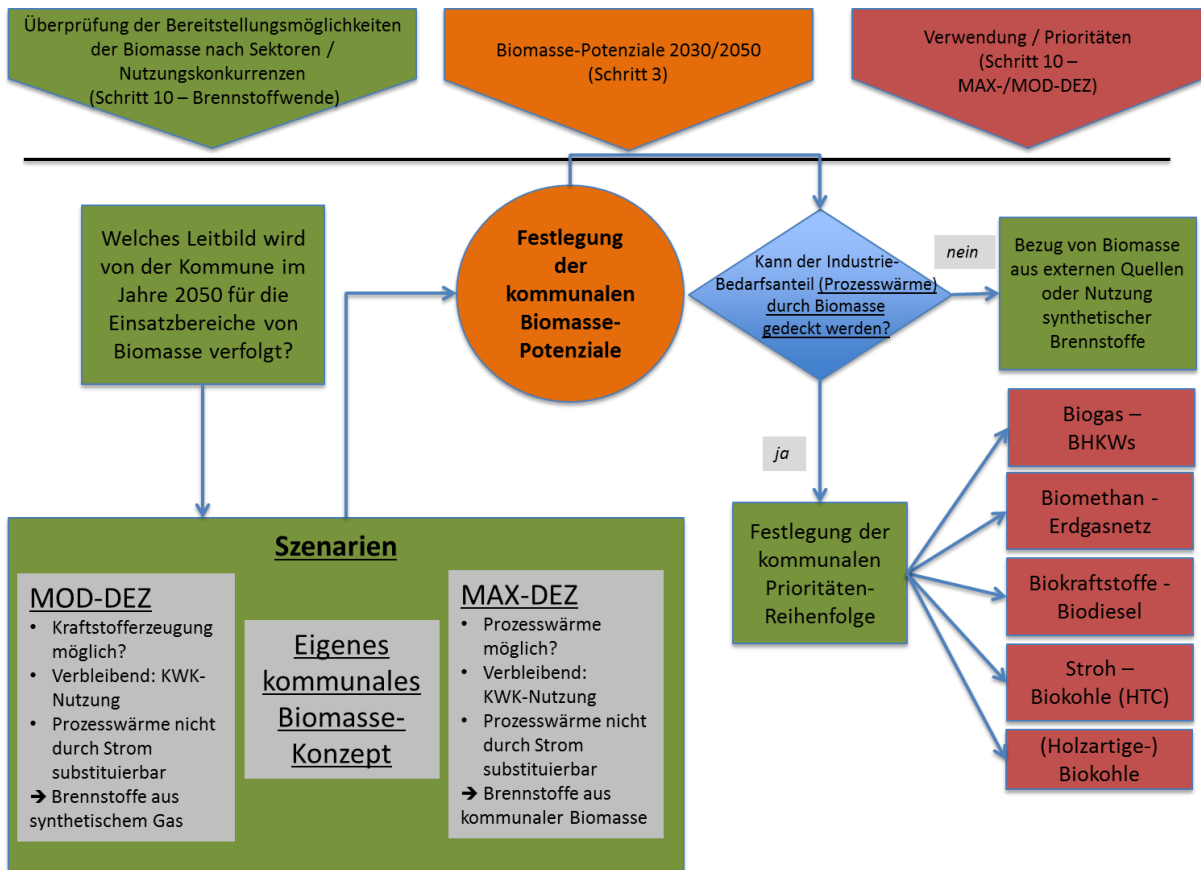 Überprüfung der Bereitstellungsmöglichkeiten
der Biomasse nach Sektoren /
Nutzungskonkurrenzen
(Schritt 10 – Brennstoffwende)
Biomasse-Potenziale 2030/2050
(Schritt 3)
Verwendung / Prioritäten
(Schritt 10 –
MAX-/MOD-DEZ)
Welches Leitbild wird
von der Kommune im
Jahre 2050 für die
Einsatzbereiche von
Biomasse verfolgt?
Festlegung
der
kommunalen
Biomasse-
Potenziale
Kann der Industrie-
Bedarfsanteil (Prozesswärme)
durch Biomasse
gedeckt werden?
nein
Bezug von Biomasse
aus externen Quellen
oder Nutzung
synthetischer
Brennstoffe
ja
Festlegung der
kommunalen
Prioritäten-
Reihenfolge
Biogas –
BHKWs
Biomethan -
Erdgasnetz
Biokraftstoffe -
Biodiesel
Stroh –
Biokohle (HTC)
(Holzartige-)
Biokohle
Szenarien
MOD-DEZ
• Kraftstofferzeugung
möglich?
• Verbleibend: KWK-
Nutzung
• Prozesswärme nicht
durch Strom
substituierbar
➔ Brennstoffe aus
synthetischem Gas
Eigenes
kommunales
Biomasse-
Konzept
MAX-DEZ
• Prozesswärme
möglich?
• Verbleibend:
KWK-Nutzung
• Prozesswärme nicht
durch Strom
substituierbar
➔ Brennstoffe aus
kommunaler Biomasse